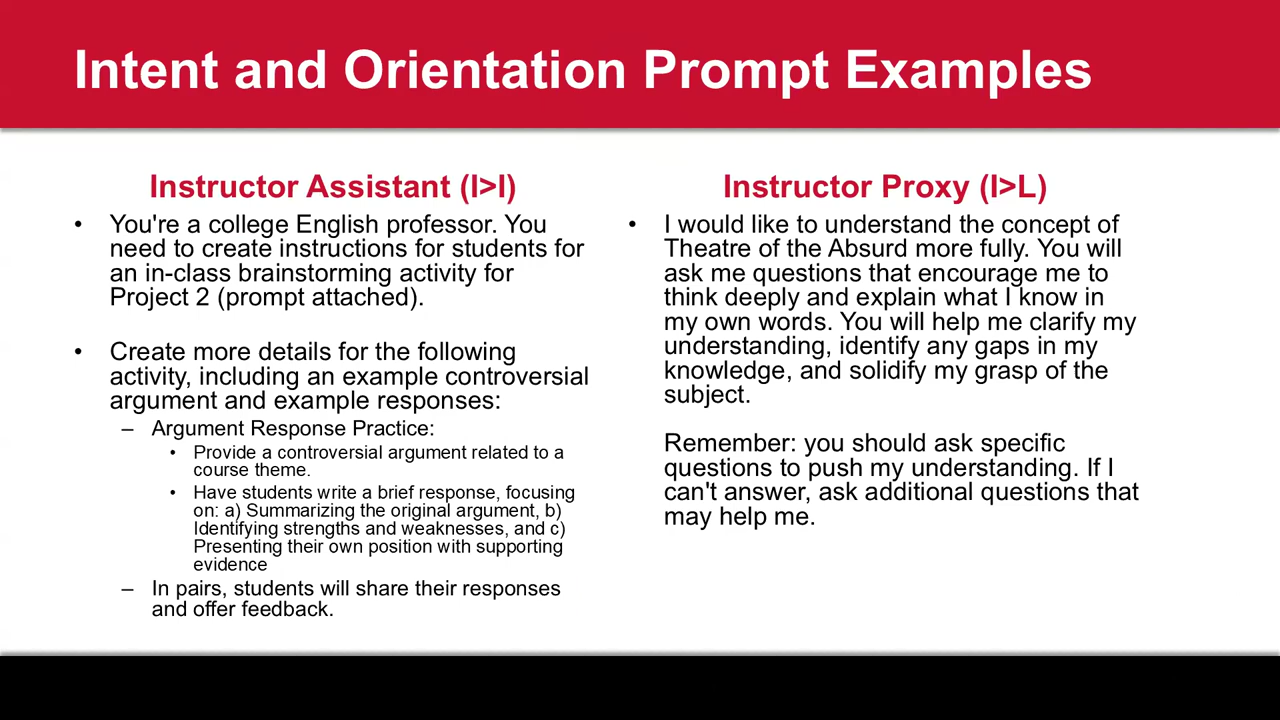 Intent and Orientation Prompt Examples
Instructor Assistant (I>I)
• You're a college English professor. You
need to create instructions for students for
an in-class brainstorming activity for
Project 2 (prompt attached).
• Create more details for the following
activity, including an example controversial
argument and example responses:
– Argument Response Practice:
• Provide a controversial argument related to a
course theme.
• Have students write a brief response, focusing
on: a) Summarizing the original argument, b)
Identifying strengths and weaknesses, and c)
Presenting their own position with supporting
evidence
– In pairs, students will share their responses
and offer feedback.
Instructor Proxy (I>L)
• I would like to understand the concept of
Theatre of the Absurd more fully. You will
ask me questions that encourage me to
think deeply and explain what I know in
my own words. You will help me clarify my
understanding, identify any gaps in my
knowledge, and solidify my grasp of the
subject.
Remember: you should ask specific
questions to push my understanding. If I
can't answer, ask additional questions that
may help me.